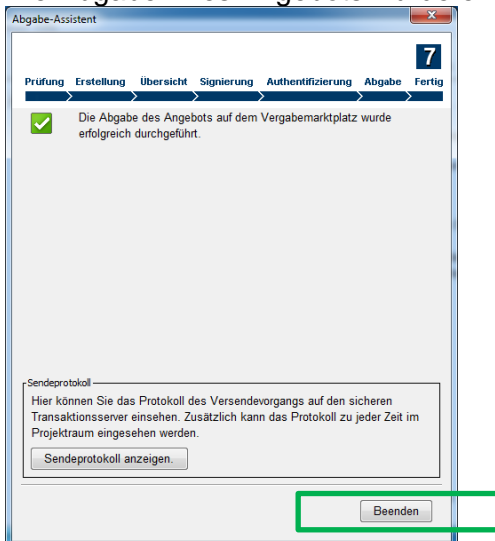 Abgabe-Assistent
7
Prüfung Erstellung Übersicht Signierung Authentifizierung Abgabe Fertig
Die Abgabe des Angebots auf dem Vergabemarktplatz wurde
erfolgreich durchgeführt.
Sendeprotokoll
Hier können Sie das Protokoll des Versendevorgangs auf den sicheren
Transaktionsserver einsehen. Zusätzlich kann das Protokoll zu jeder Zeit im
Projektraum eingesehen werden.
Sendeprotokoll anzeigen.
Beenden